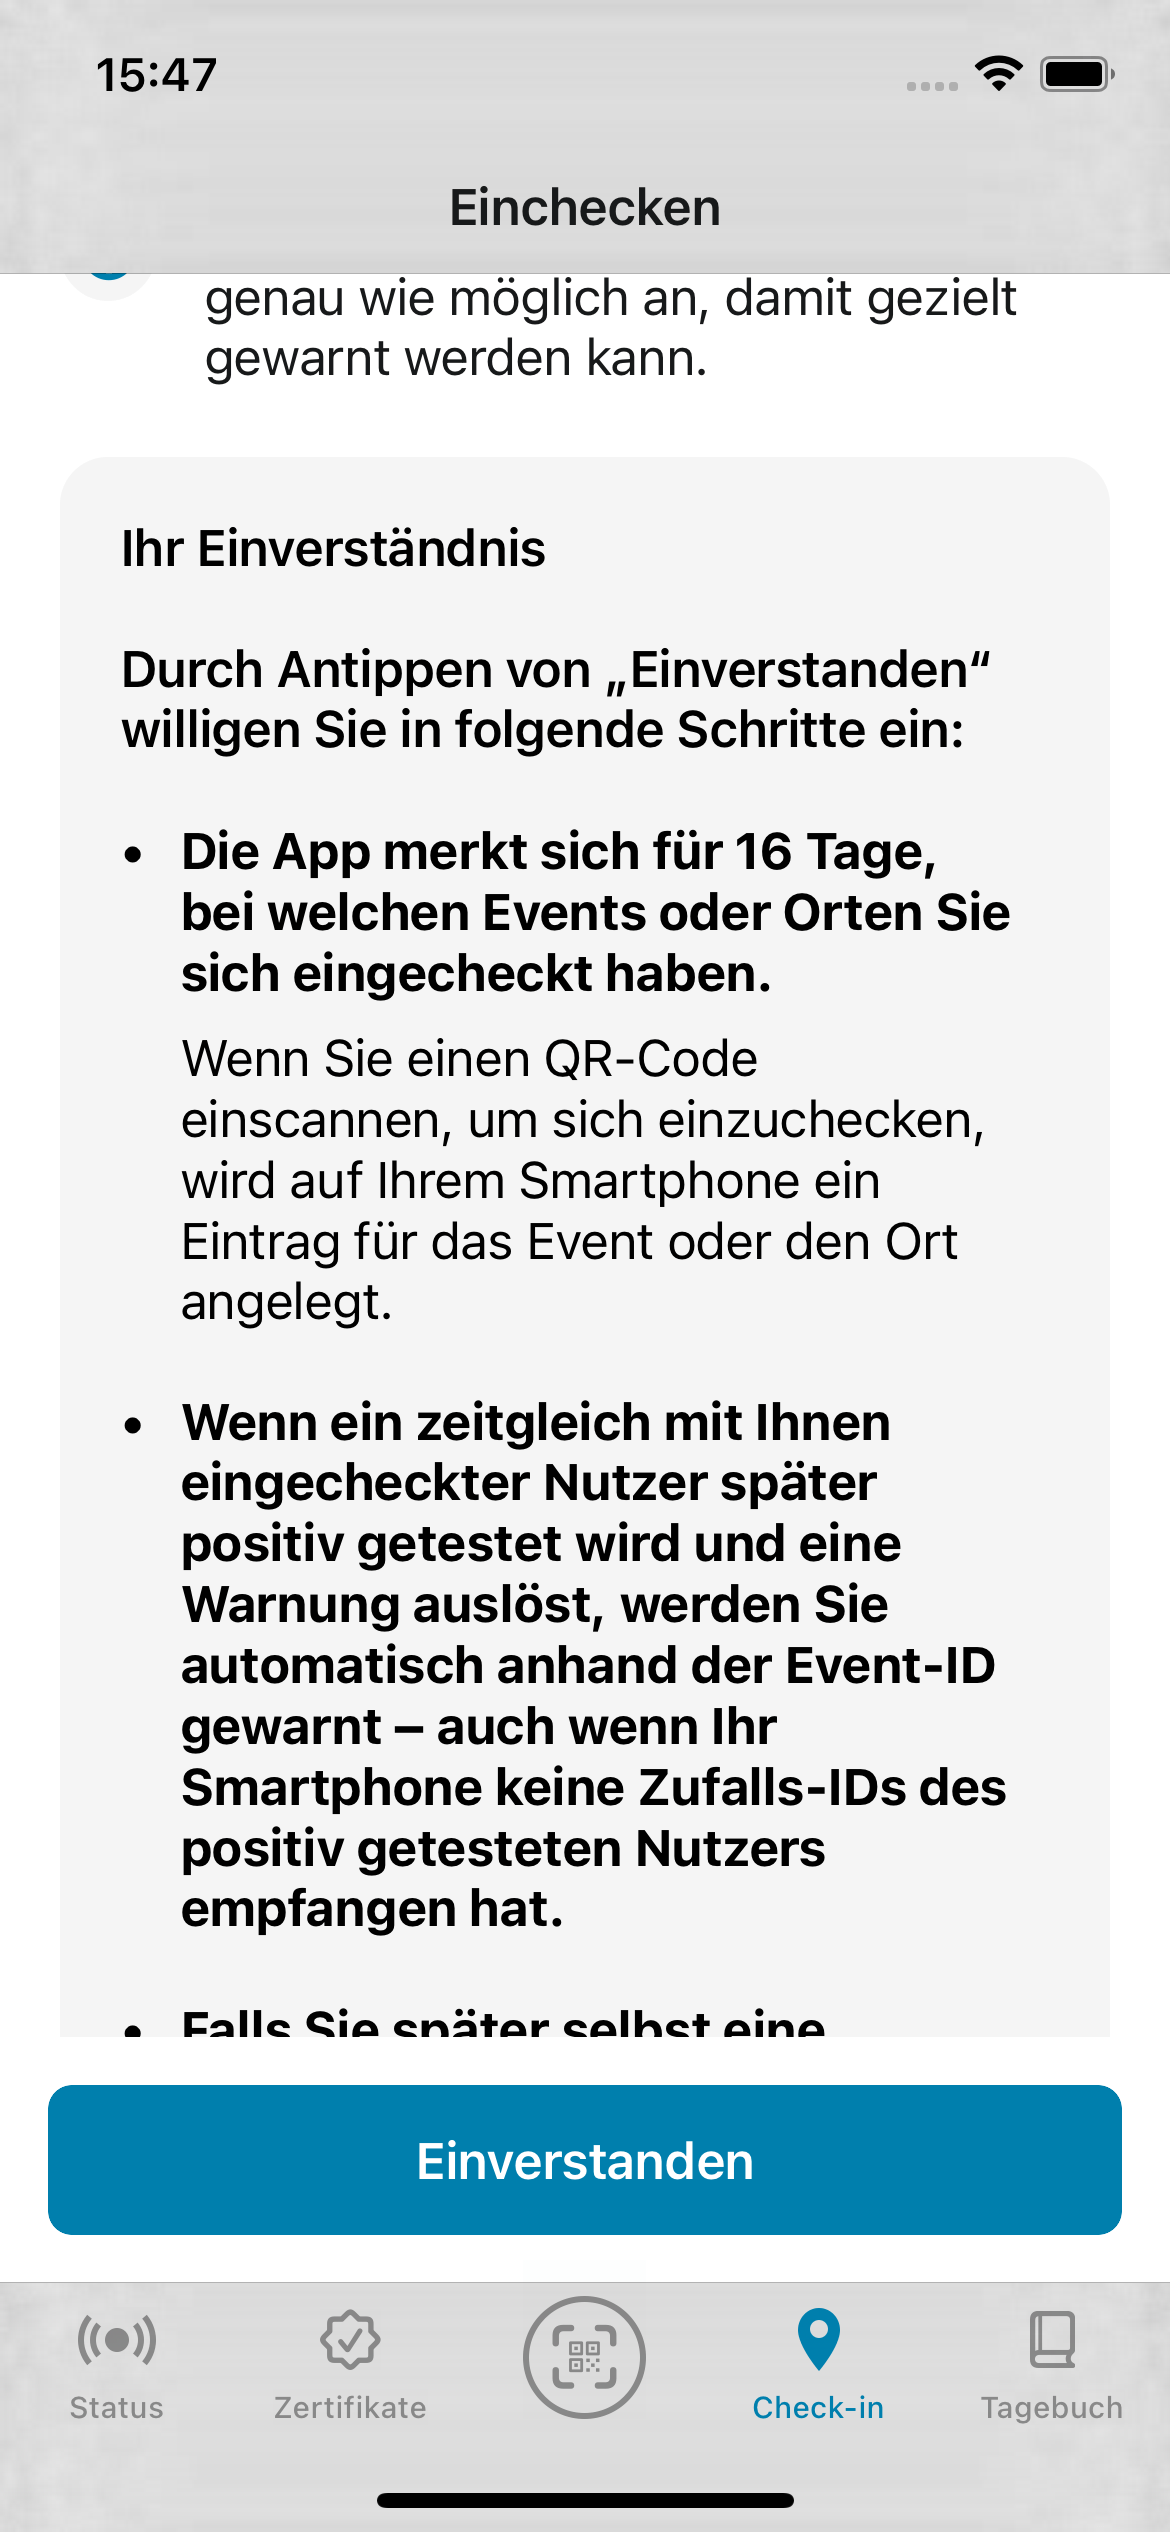 15:47
Einchecken
genau wie möglich an, damit gezielt
gewarnt werden kann.
Ihr Einverständnis
Durch Antippen von „Einverstanden“
willigen Sie in folgende Schritte ein:
• Die App merkt sich für 16 Tage,
bei welchen Events oder Orten Sie
sich eingecheckt haben.
Wenn Sie einen QR-Code
einscannen, um sich einzuchecken,
wird auf Ihrem Smartphone ein
Eintrag für das Event oder den Ort
angelegt.
• Wenn ein zeitgleich mit Ihnen
eingecheckter Nutzer später
positiv getestet wird und eine
Warnung auslöst, werden Sie
automatisch anhand der Event-ID
gewarnt – auch wenn Ihr
Smartphone keine Zufalls-IDs des
positiv getesteten Nutzers
empfangen hat.
• Falls Sie später selbst eine
Einverstanden
Status
Zertifikate
Check-in
Tagebuch